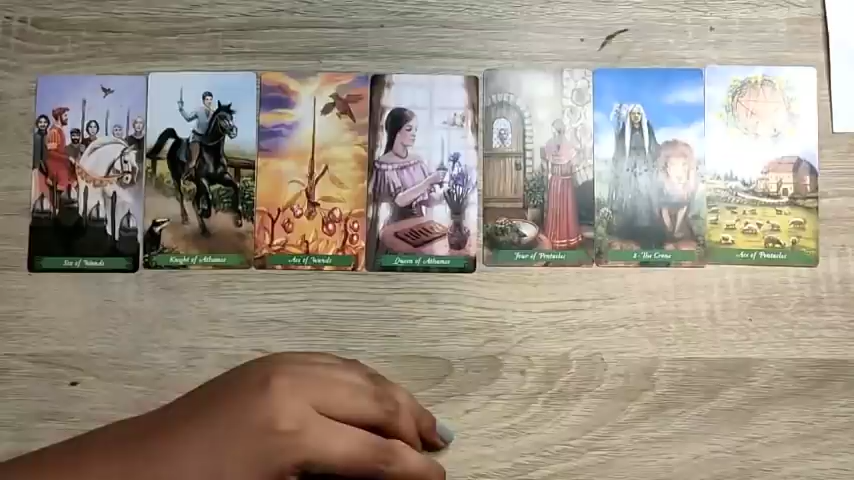 Six of Wands
Knight of Athames
Ace of Wands
Queen of Athames
Four of Pentacles
X · The Crone
Ace of Pentacles